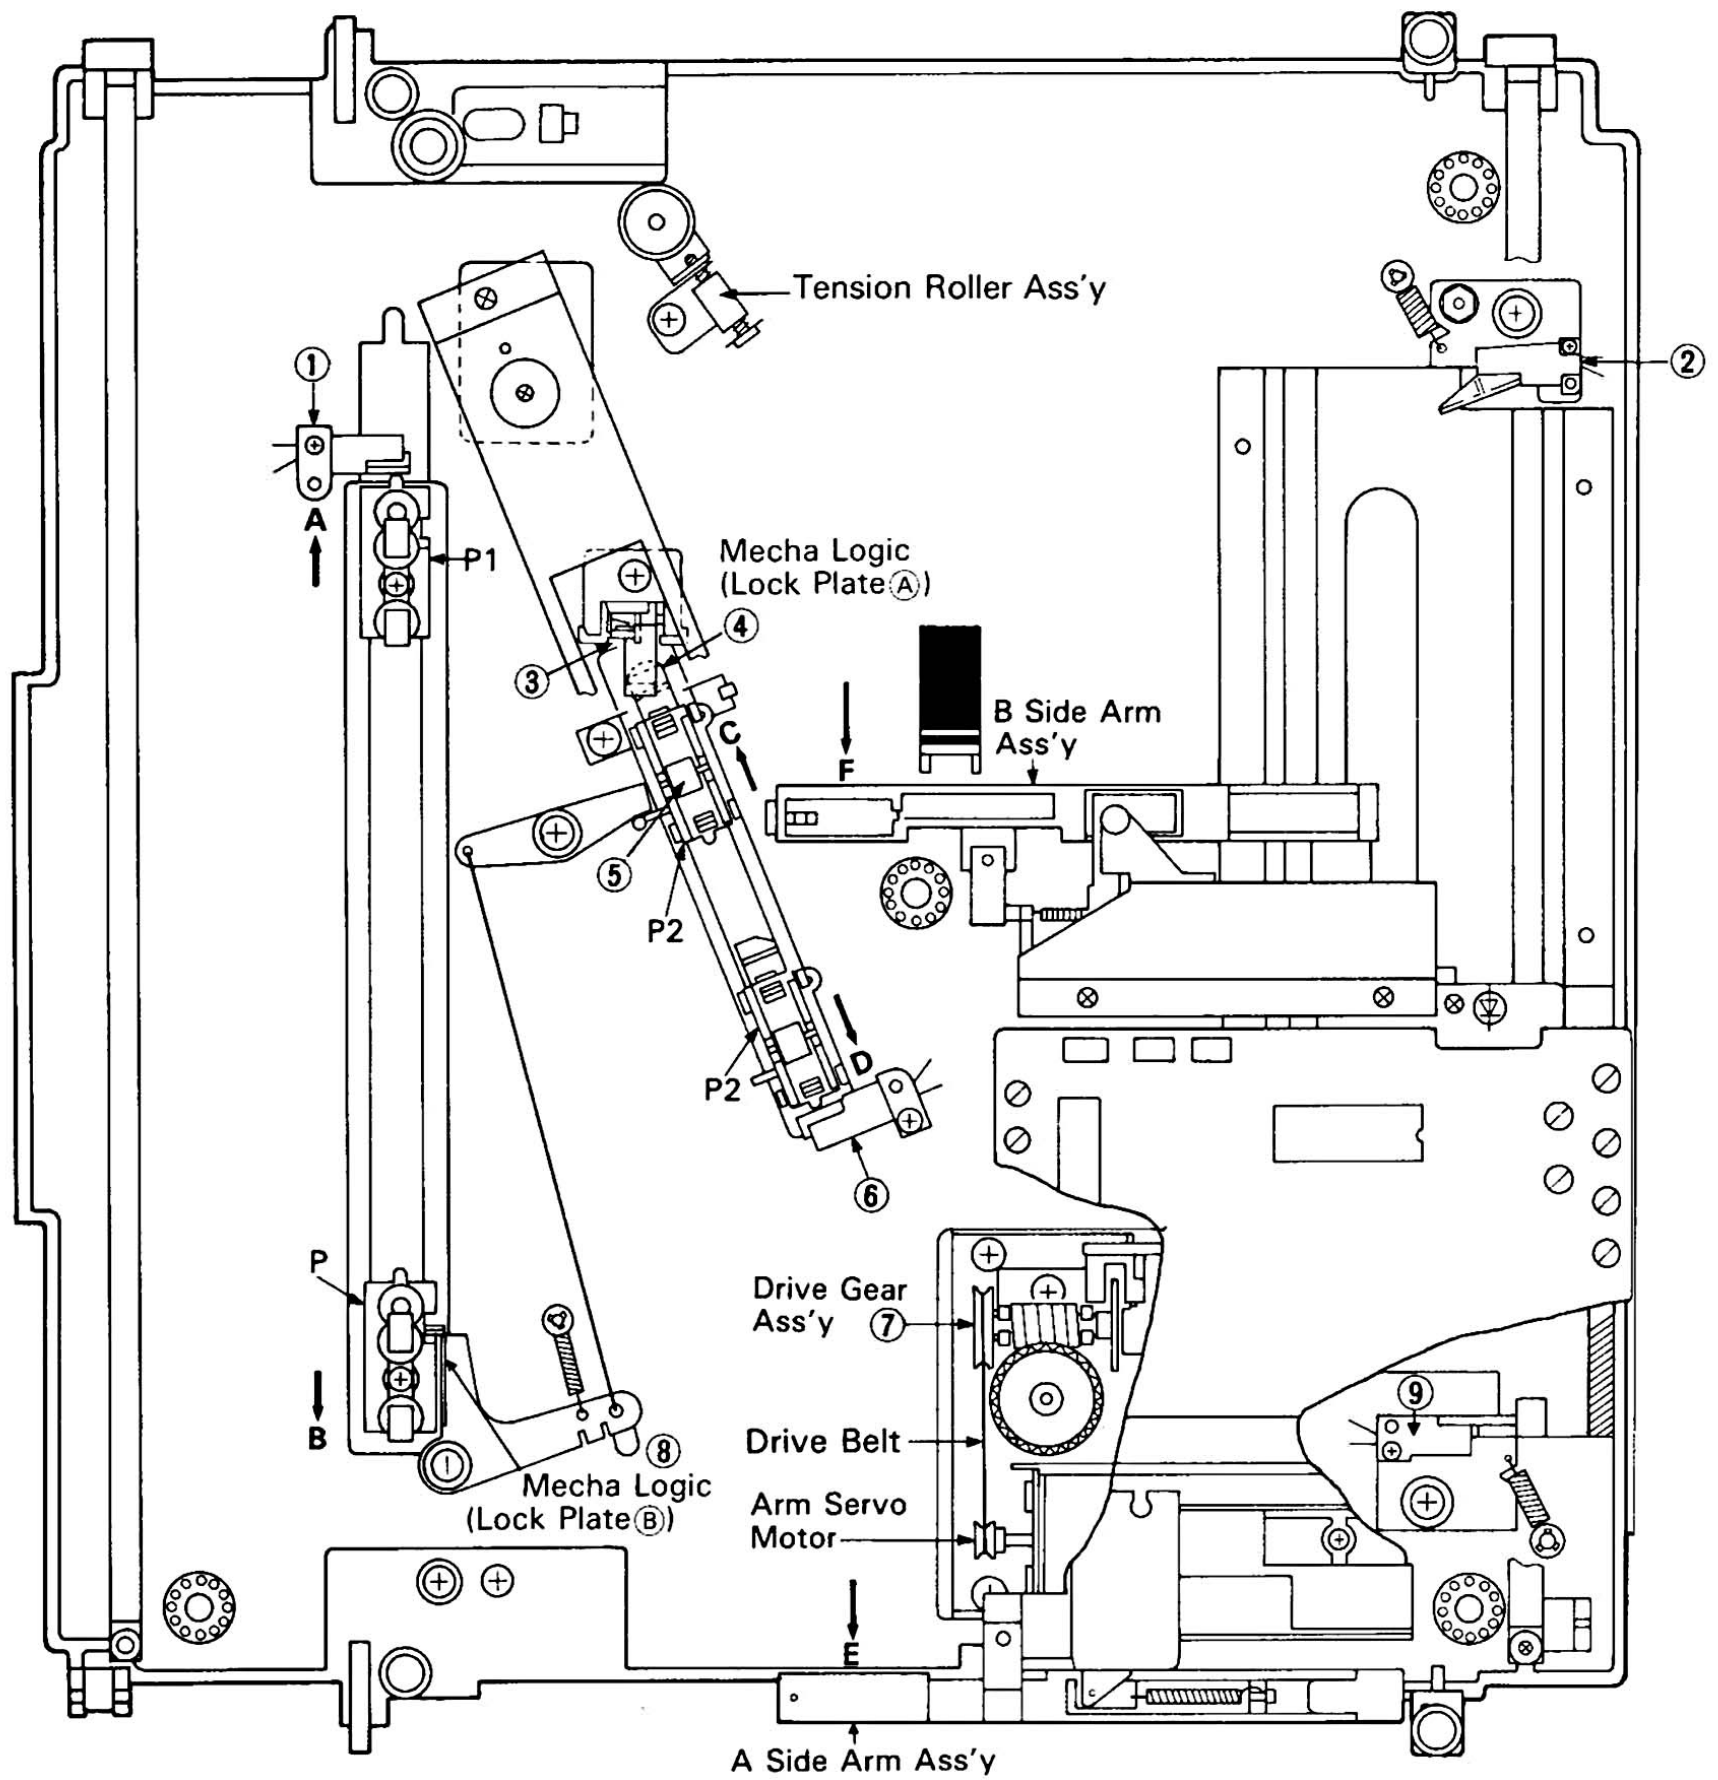 Tension Roller Ass'y
①
②
A
P1
Mecha Logic
(Lock Plate Ⓐ)
④
③
C
B Side Arm
Ass'y
F
⑤
P2
D
P2
⑥
P
Drive Gear
Ass'y ⑦
⑨
B
Drive Belt
⑧
Mecha Logic
(Lock Plate Ⓑ)
Arm Servo
Motor
E
A Side Arm Ass'y